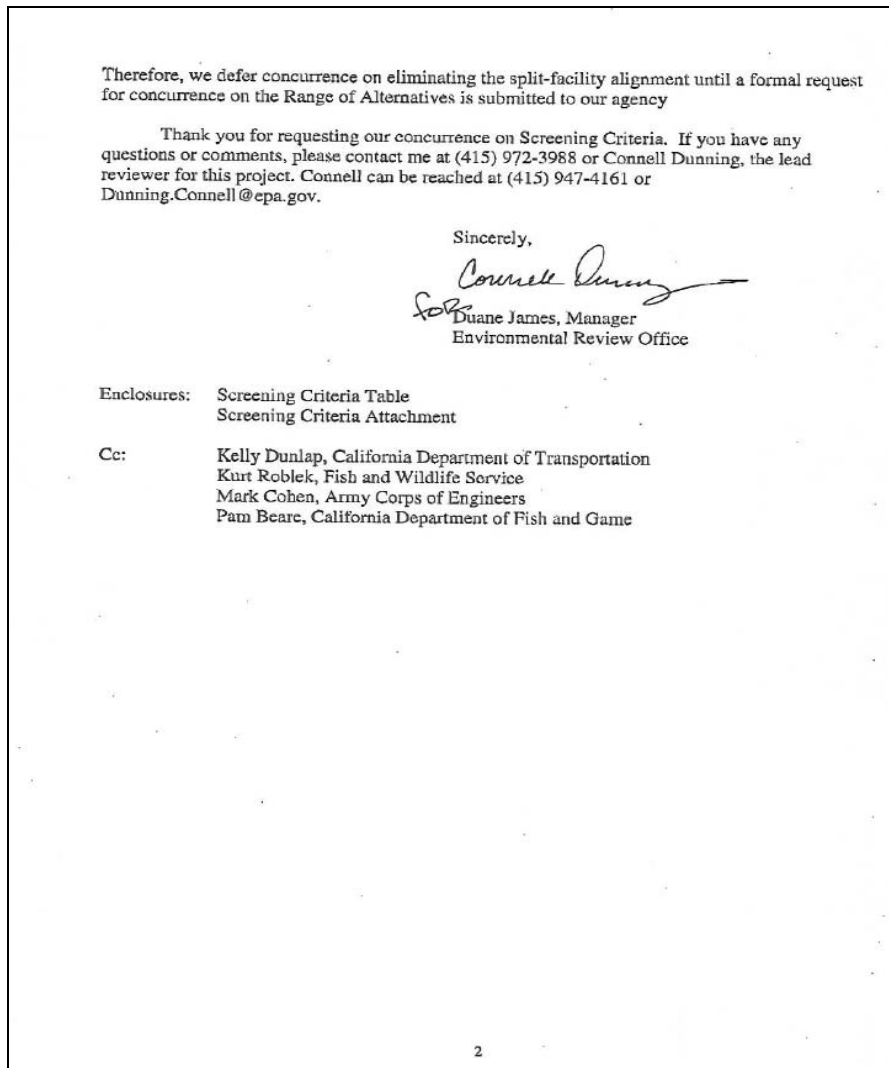 Therefore, we defer concurrence on eliminating the split-facility alignment until a formal request
for concurrence on the Range of Alternatives is submitted to our agency
Thank you for requesting our concurrence on Screening Criteria. If you have any
questions or comments, please contact me at (415) 972-3988 or Connell Dunning, the lead
reviewer for this project. Connell can be reached at (415) 947-4161 or
Dunning.Connell@epa.gov.
Sincerely,
Connell Dunning
for Duane James, Manager
Environmental Review Office
Enclosures: Screening Criteria Table
Screening Criteria Attachment
Cc: Kelly Dunlap, California Department of Transportation
Kurt Roblek, Fish and Wildlife Service
Mark Cohen, Army Corps of Engineers
Pam Beare, California Department of Fish and Game
2